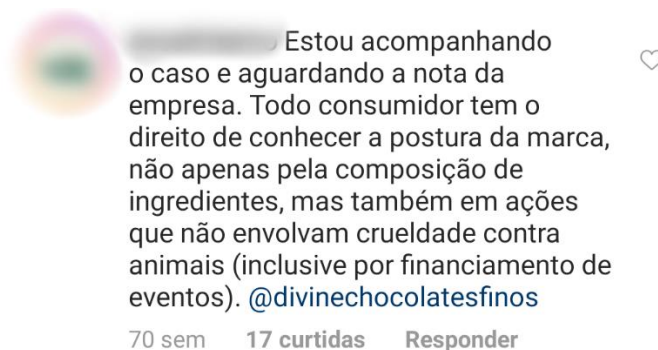 Estou acompanhando
o caso e aguardando a nota da
empresa. Todo consumidor tem o
direito de conhecer a postura da marca,
não apenas pela composição de
ingredientes, mas também em ações
que não envolvam crueldade contra
animais (inclusive por financiamento de
eventos). @divinechocolatesfinos
70 sem 17 curtidas Responder